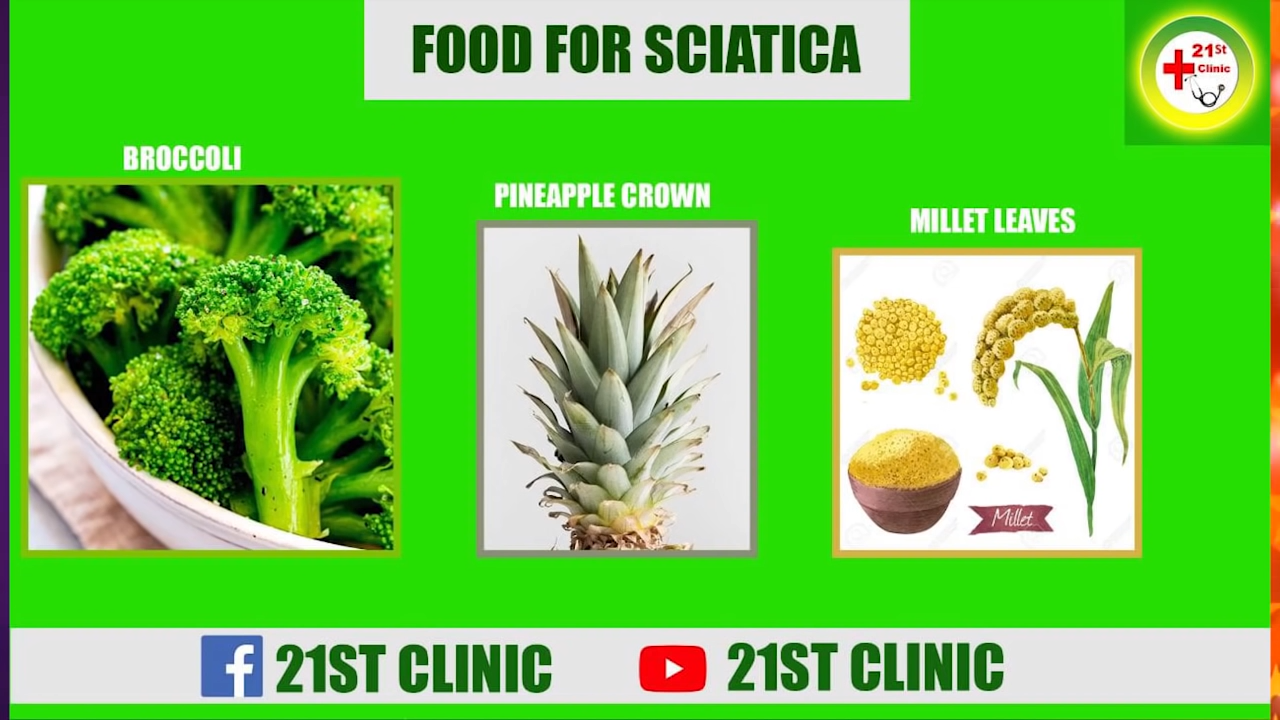 FOOD FOR SCIATICA
21St
Clinic
BROCCOLI
PINEAPPLE CROWN
MILLET LEAVES
Millet
21ST CLINIC
21ST CLINIC